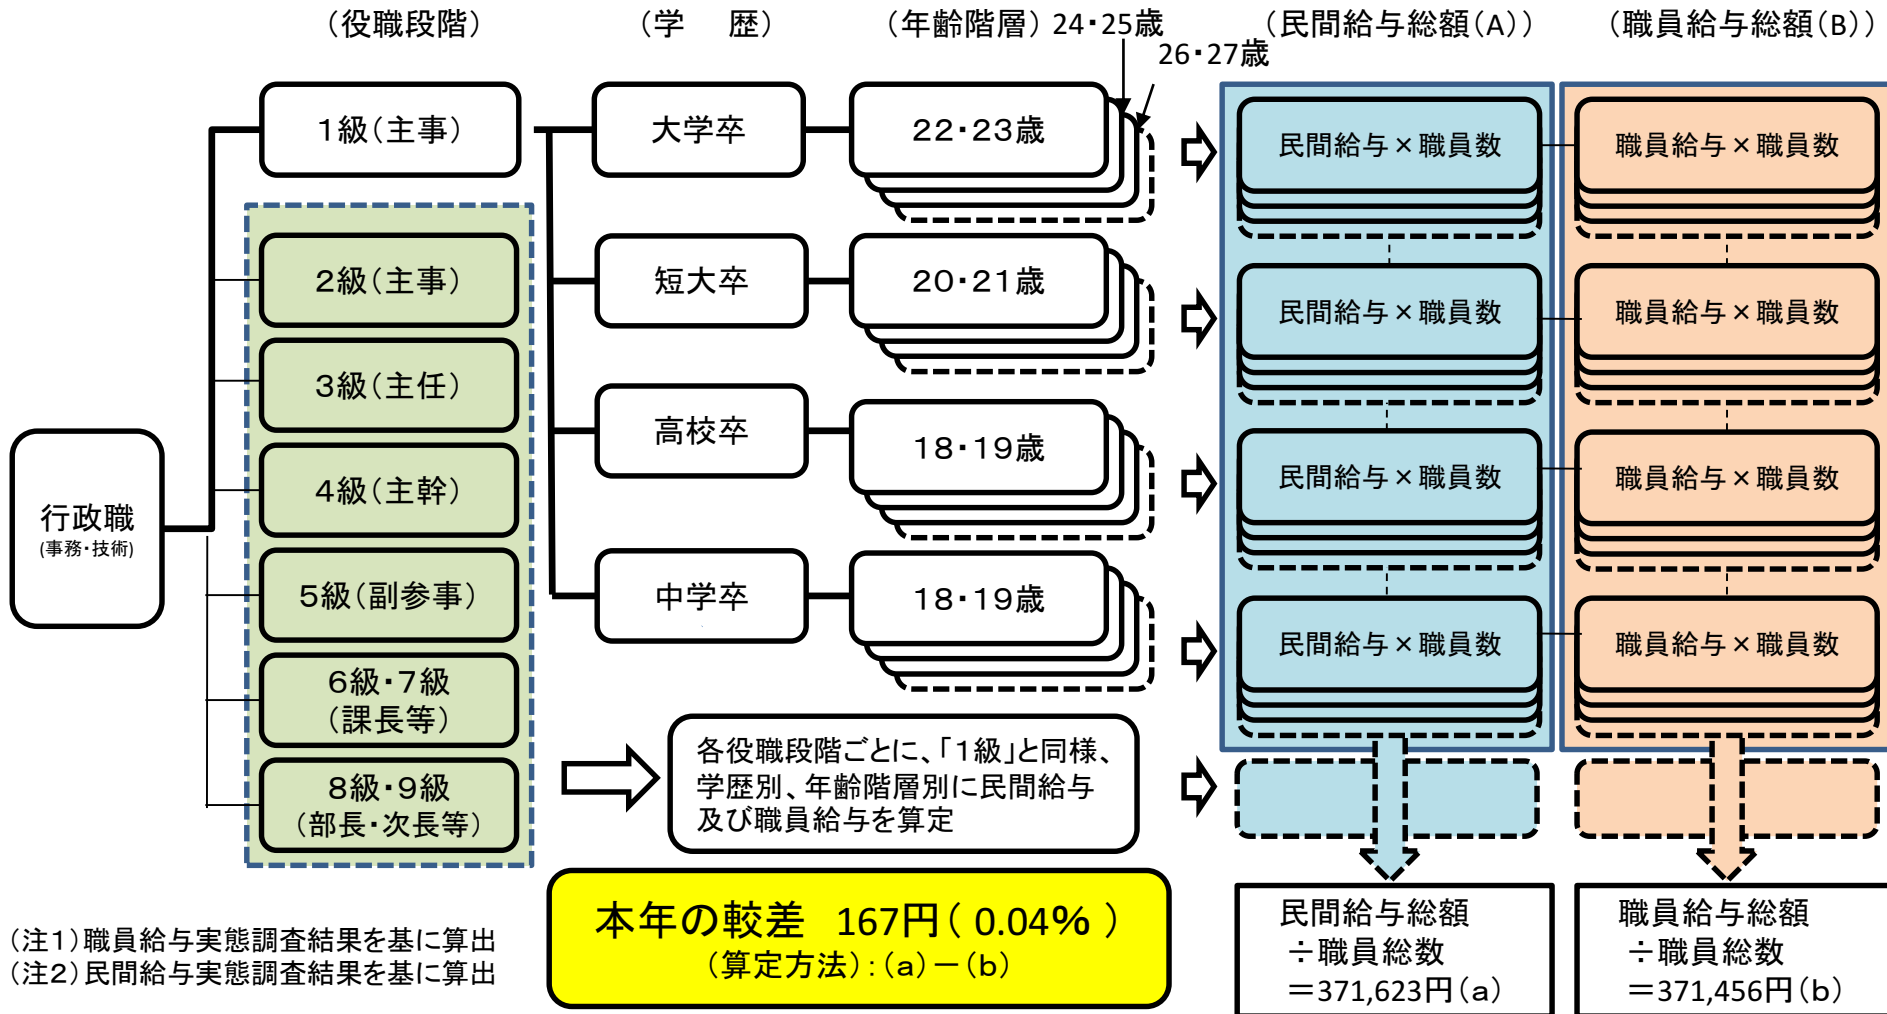 (役職段階)
(学　歴)
(年齢階層)
24・25歳
26・27歳
(民間給与総額(A))
(職員給与総額(B))
行政職
(事務・技術)
1級(主事)
2級(主事)
3級(主任)
4級(主幹)
5級(副参事)
6級・7級
(課長等)
8級・9級
(部長・次長等)
大学卒
22・23歳
民間給与×職員数
職員給与×職員数
短大卒
20・21歳
民間給与×職員数
職員給与×職員数
高校卒
18・19歳
民間給与×職員数
職員給与×職員数
中学卒
18・19歳
民間給与×職員数
職員給与×職員数
各役職段階ごとに、「1級」と同様、
学歴別、年齢階層別に民間給与
及び職員給与を算定
本年の較差 167円( 0.04% )
(算定方法):(a)-(b)
民間給与総額
÷職員総数
=371,623円(a)
職員給与総額
÷職員総数
=371,456円(b)
(注1)職員給与実態調査結果を基に算出
(注2)民間給与実態調査結果を基に算出